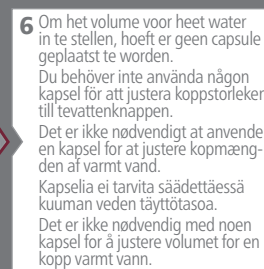 6 Om het volume voor heet water
in te stellen, hoeft er geen capsule
geplaatst te worden.
Du behöver inte använda någon
kapsel för att justera koppstorleken
till tevattenknappen.
Det er ikke nødvendigt at anvende
en kapsel for at justere kopmæng-
den af varmt vand.
Kapselia ei tarvita säädettäessä
kuuman veden täyttötasoa.
Det er ikke nødvendig med noen
kapsel for å justere volumet for en
kopp varmt vann.